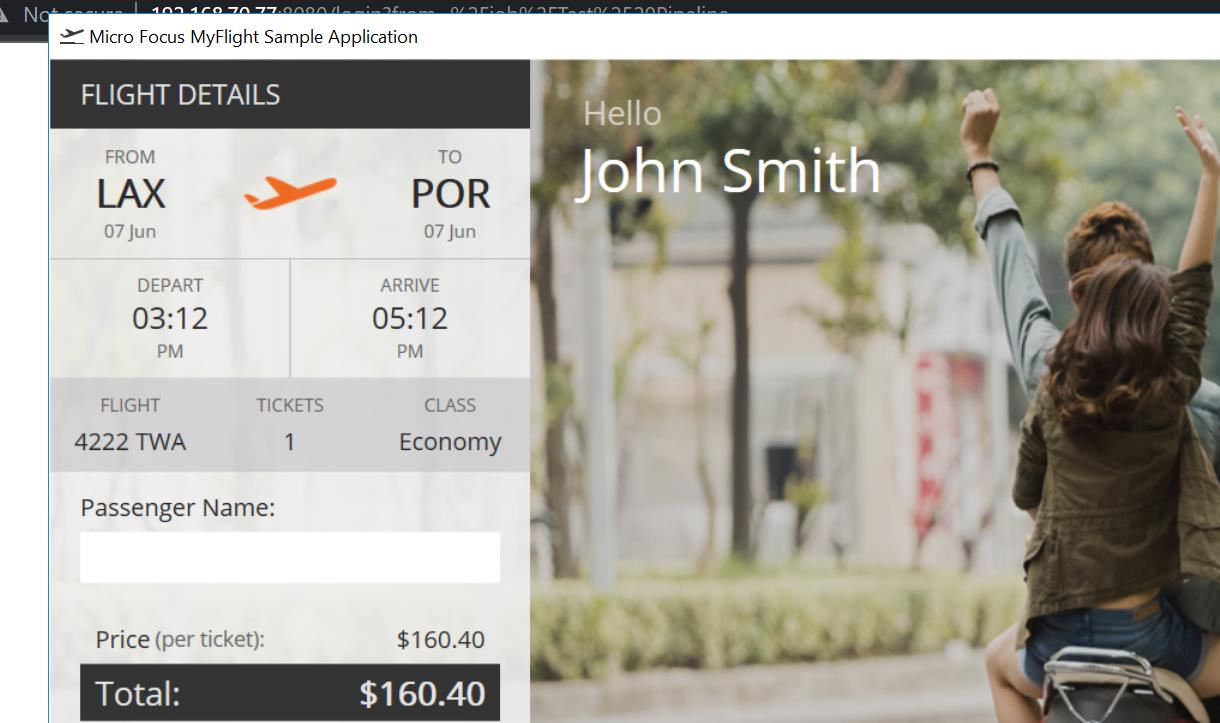 Not secure 192.168.70.77:8080/login?from=%2Fjob%2FTest%2520Pipeline
Micro Focus MyFlight Sample Application
FLIGHT DETAILS
Hello
John Smith
FROM TO
LAX POR
07 Jun 07 Jun
DEPART ARRIVE
03:12 05:12
PM PM
FLIGHT TICKETS CLASS
4222 TWA 1 Economy
Passenger Name:
Price (per ticket): $160.40
Total: $160.40